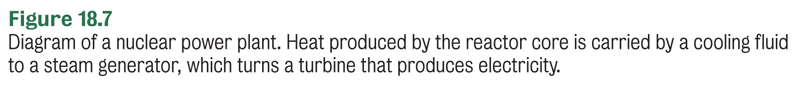 Figure 18.7
Diagram of a nuclear power plant. Heat produced by the reactor core is carried by a cooling fluid
to a steam generator, which turns a turbine that produces electricity.